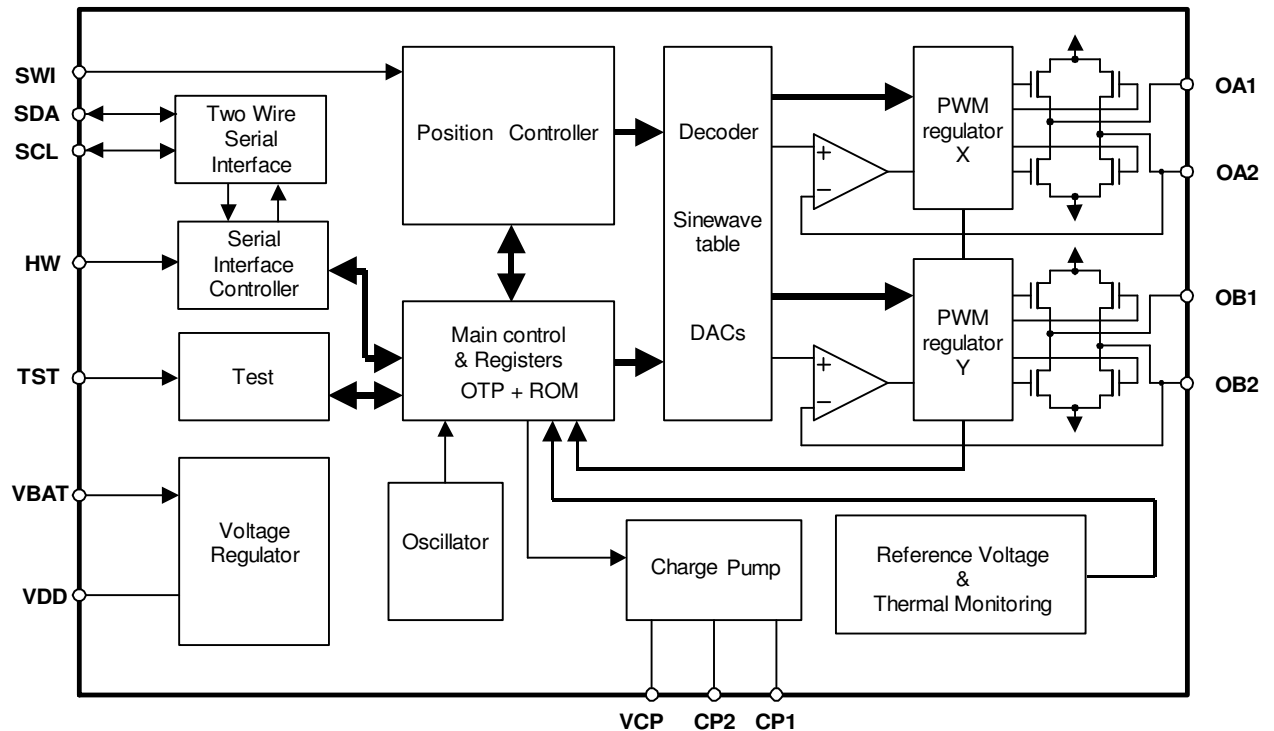 SWI
SDA
SCL
HW
TST
VBAT
VDD
Two Wire
Serial
Interface
Serial
Interface
Controller
Test
Voltage
Regulator
Position Controller
Main control
& Registers
OTP + ROM
Oscillator
Charge Pump
Decoder
Sinewave
table
DACs
+
−
+
−
PWM
regulator
X
PWM
regulator
Y
Reference Voltage
&
Thermal Monitoring
OA1
OA2
OB1
OB2
VCP
CP2
CP1